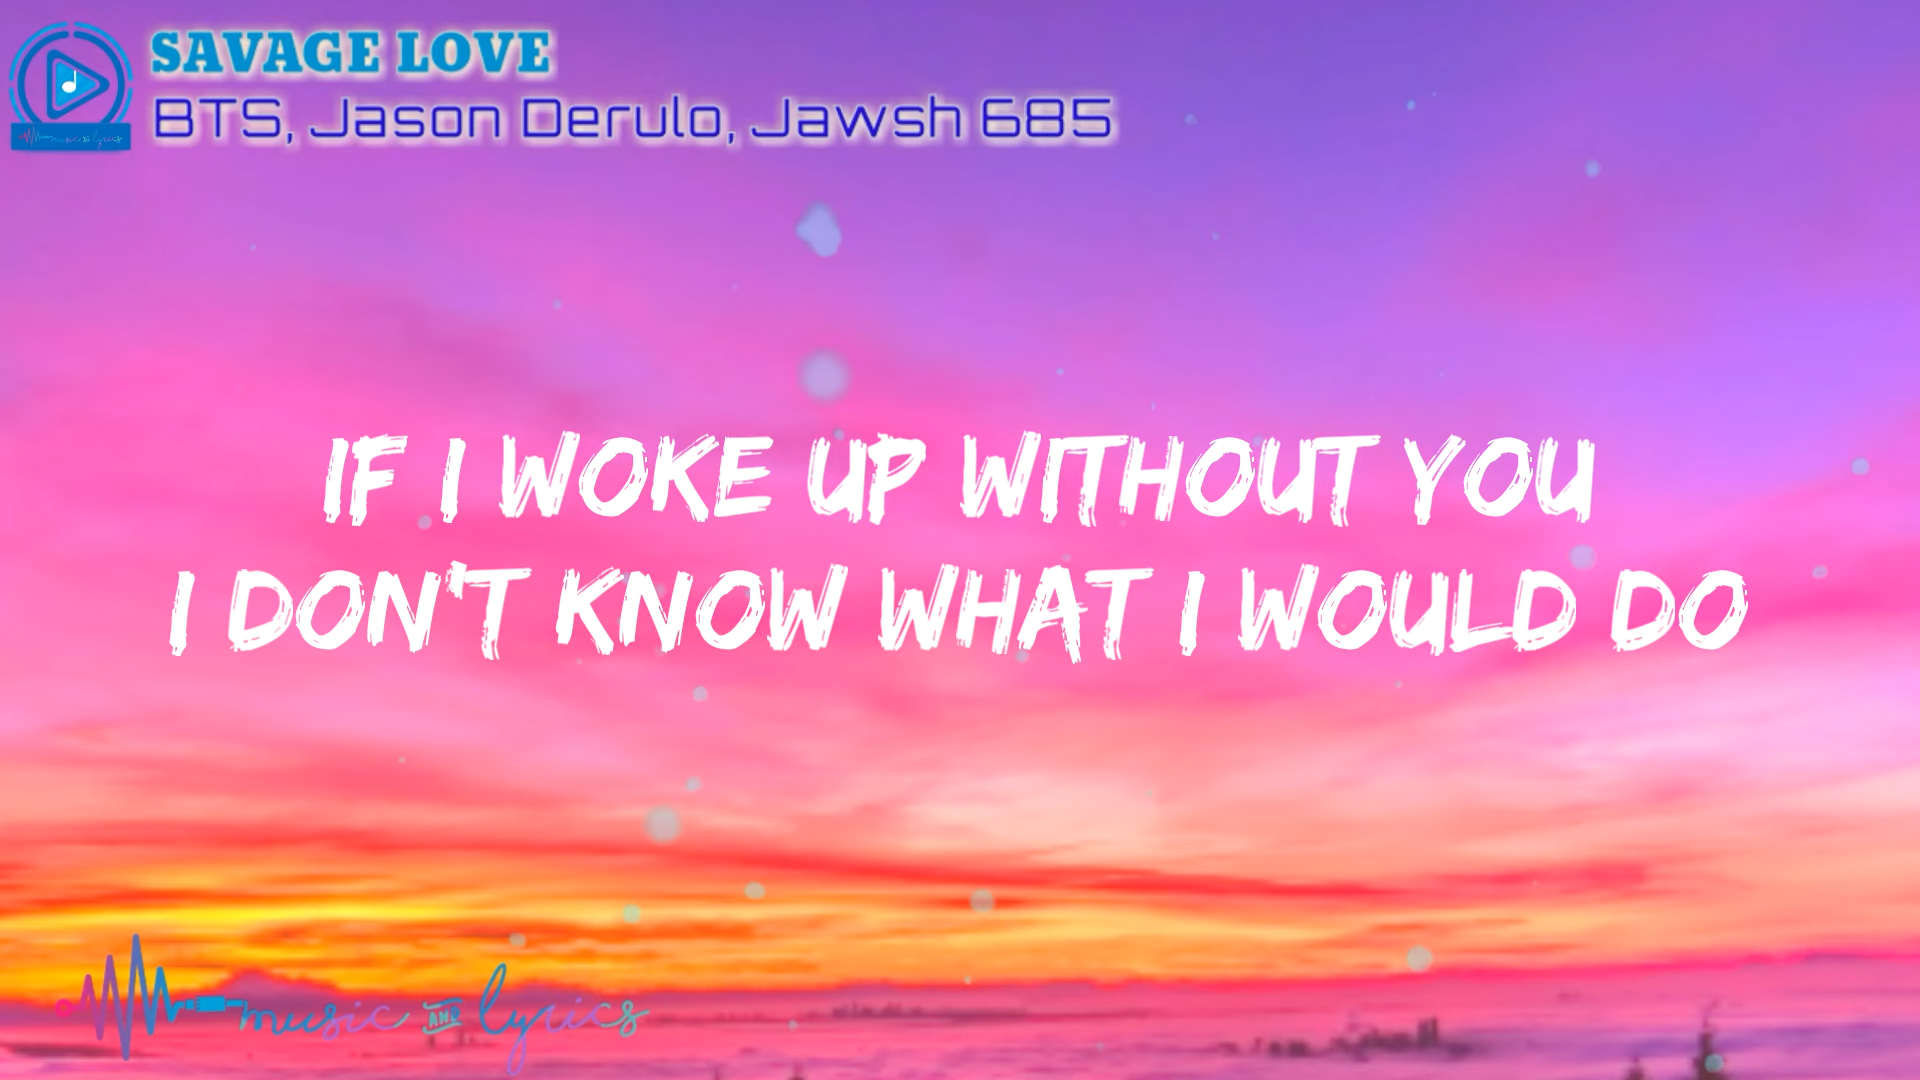 SAVAGE LOVE
BTS, Jason Derulo, Jawsh 685
IF I WOKE UP WITHOUT YOU
I DON'T KNOW WHAT I WOULD DO
music AND lyrics